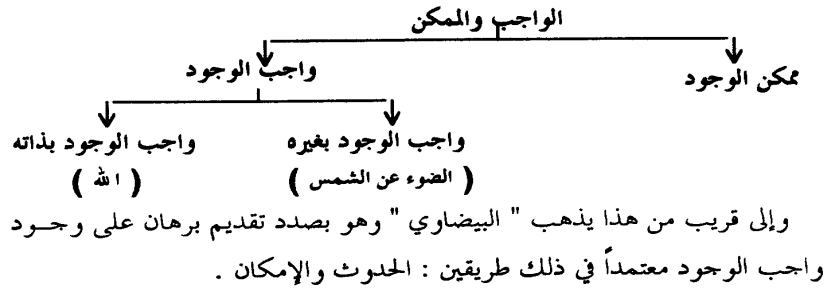 الواجب والممكن
ممكن الوجود
واجب الوجود
واجب الوجود بغيره
واجب الوجود بذاته
( الضوء عن الشمس )
( الله )
وإلى قريب من هذا يذهب " البيضاوي " وهو بصدد تقديم برهان على وجــود
واجب الوجود معتمداً في ذلك طريقين : الحدوث والإمكان .